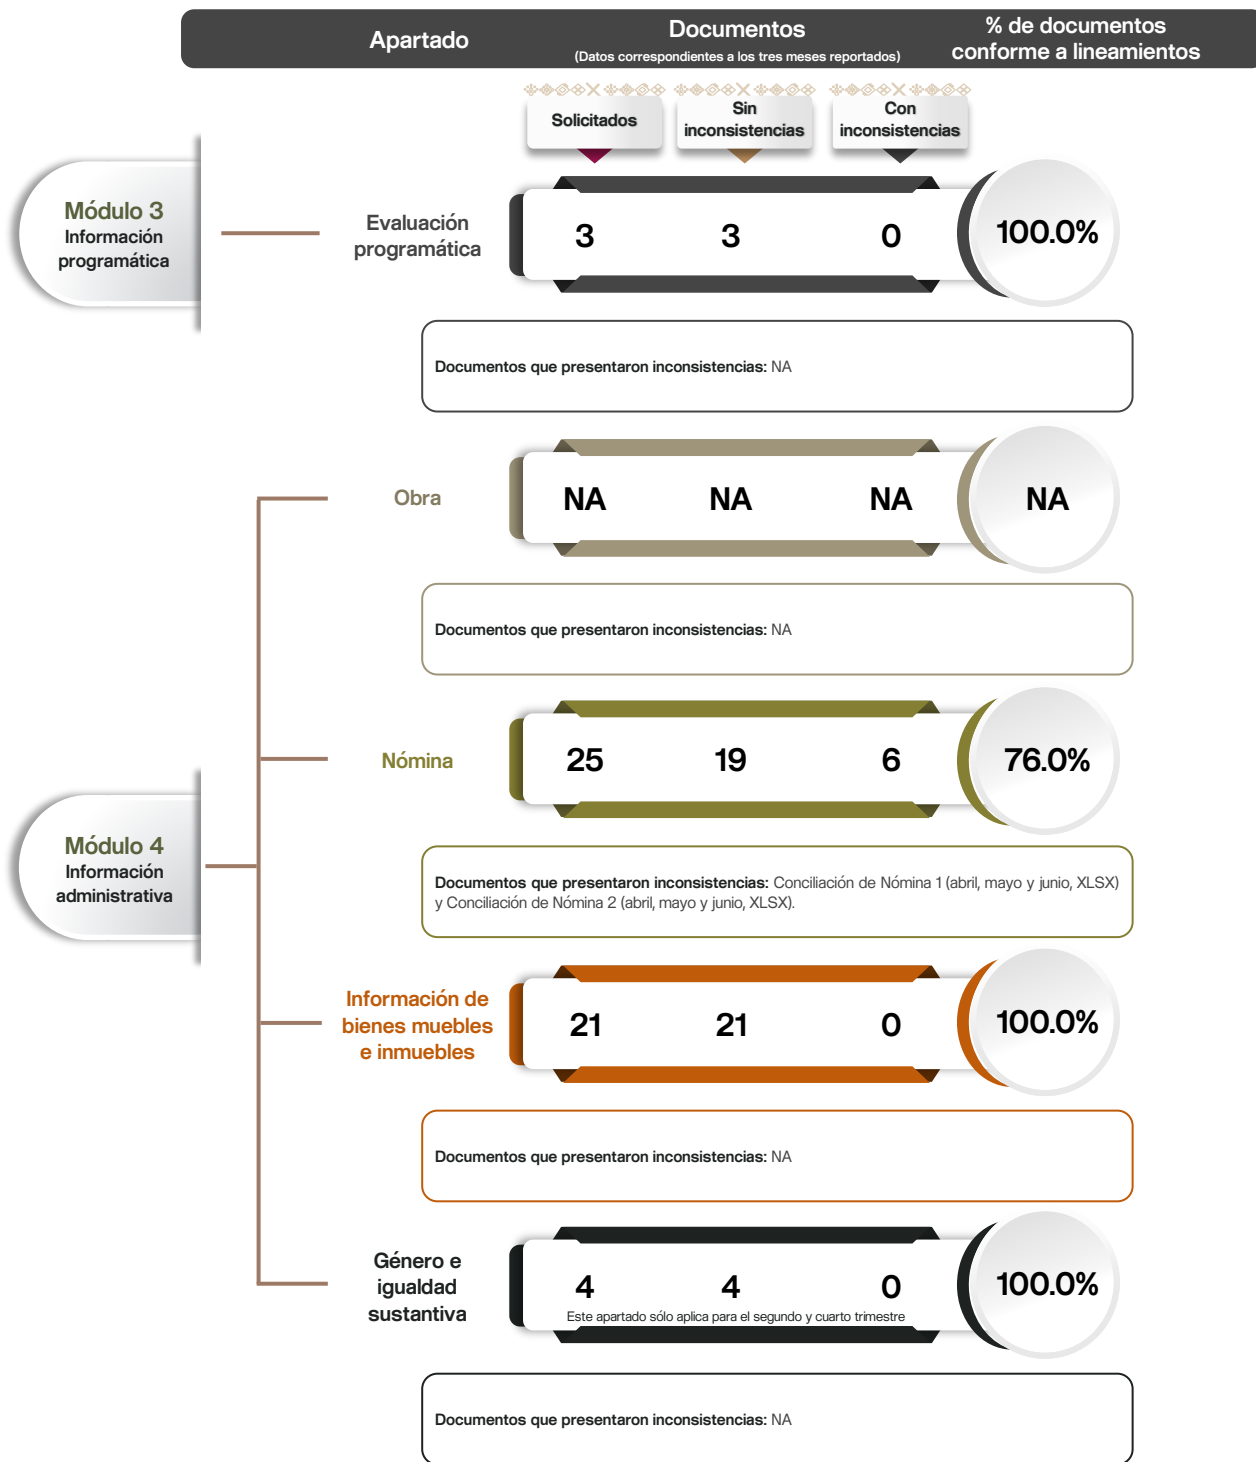 Apartado
Documentos
(Datos correspondientes a los tres meses reportados)
% de documentos
conforme a lineamientos
Solicitados
Sin
inconsistencias
Con
inconsistencias
Módulo 3
Información
programática
Evaluación
programática
3 3 0 100.0%
Documentos que presentaron inconsistencias: NA
Obra
NA NA NA NA
Documentos que presentaron inconsistencias: NA
Nómina
25 19 6 76.0%
Módulo 4
Información
administrativa
Documentos que presentaron inconsistencias: Conciliación de Nómina 1 (abril, mayo y junio, XLSX)
y Conciliación de Nómina 2 (abril, mayo y junio, XLSX).
Información de
bienes muebles
e inmuebles
21 21 0 100.0%
Documentos que presentaron inconsistencias: NA
Género e
igualdad
sustantiva
4 4 0 100.0%
Este apartado sólo aplica para el segundo y cuarto trimestre
Documentos que presentaron inconsistencias: NA